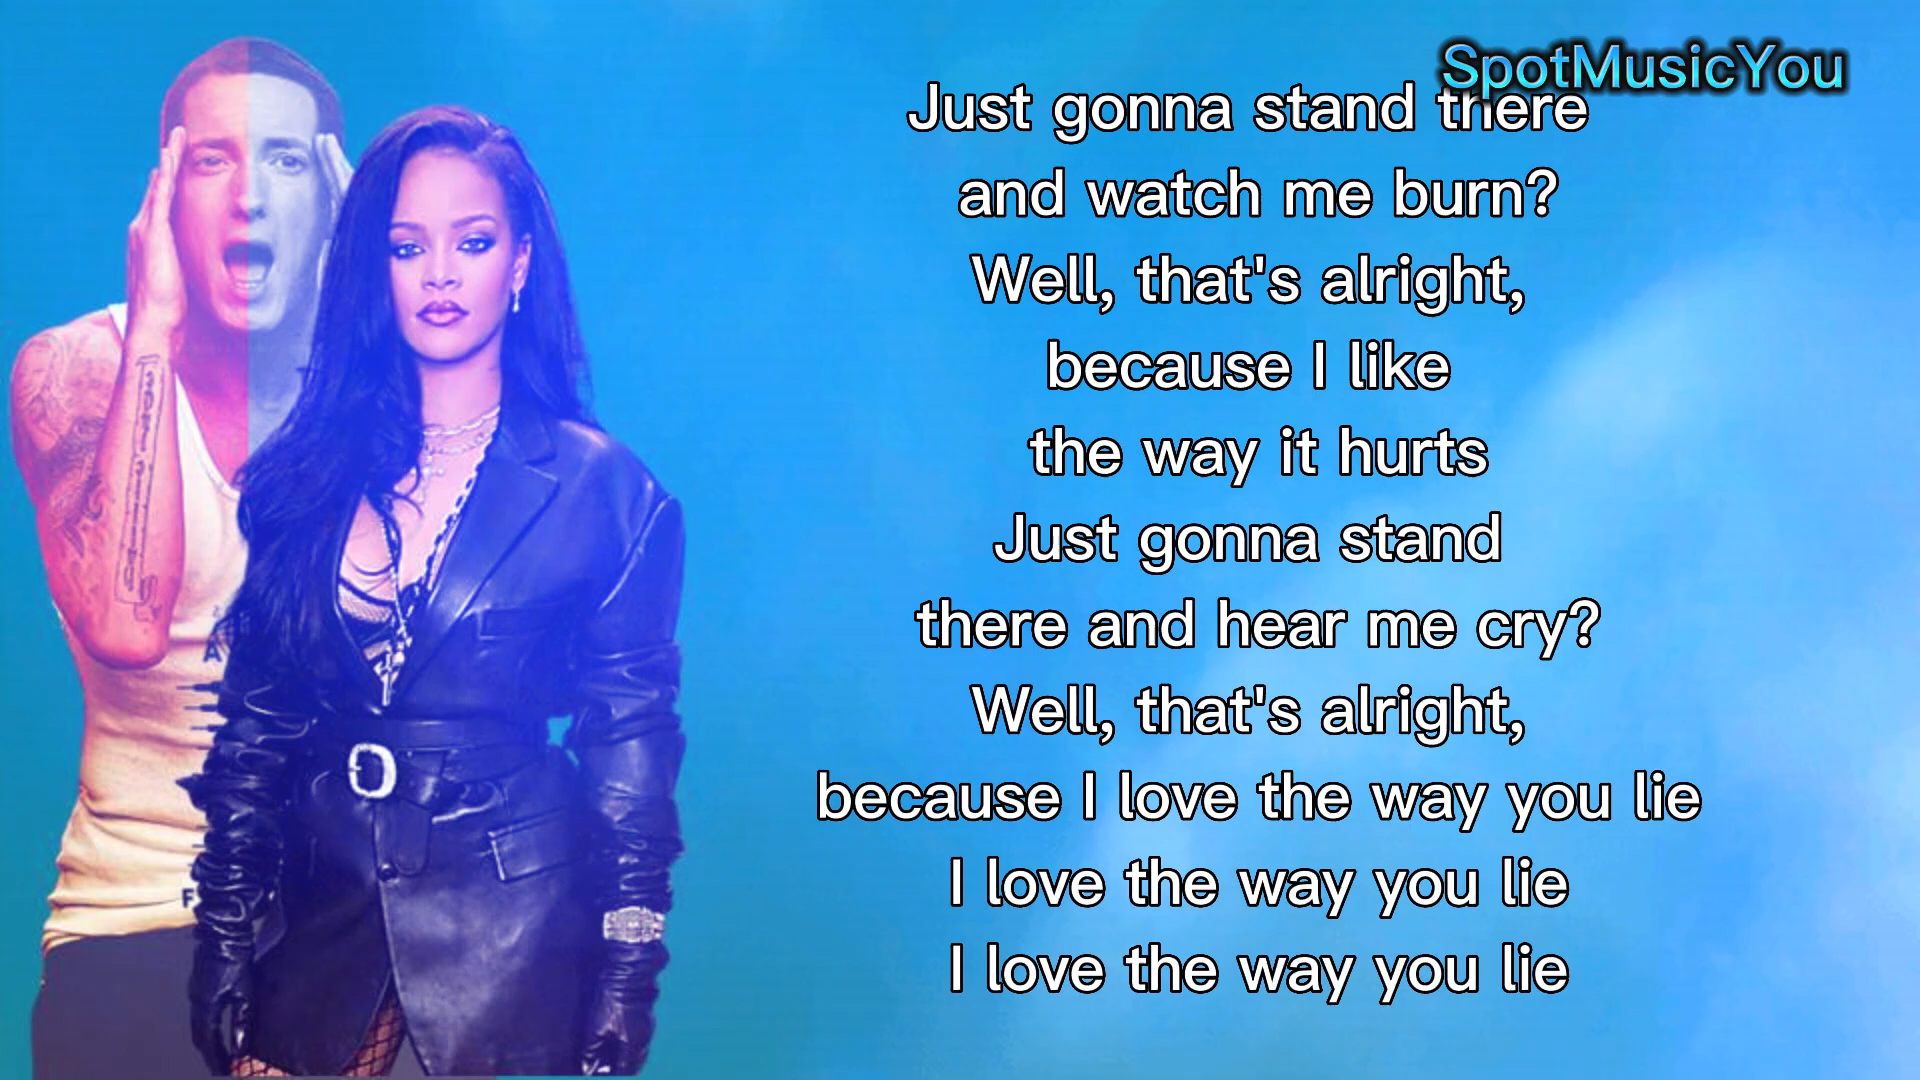 SpotMusicYou
Just gonna stand there
and watch me burn?
Well, that's alright,
because I like
the way it hurts
Just gonna stand
there and hear me cry?
Well, that's alright,
because I love the way you lie
I love the way you lie
I love the way you lie
A
F